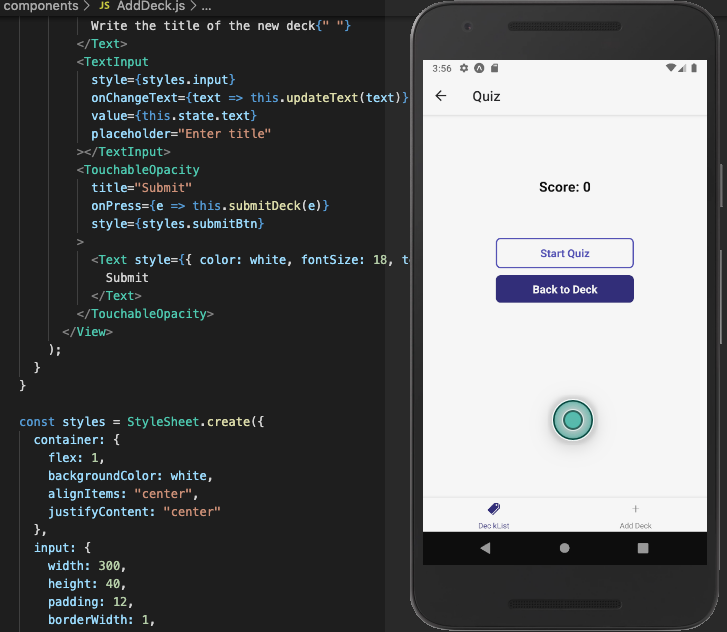 components > JS AddDeck.js > ...
Write the title of the new deck{" "}
</Text>
<TextInput
style={styles.input}
onChangeText={text => this.updateText(text)}
value={this.state.text}
placeholder="Enter title"
></TextInput>
<TouchableOpacity
title="Submit"
onPress={e => this.submitDeck(e)}
style={styles.submitBtn}
>
<Text style={{ color: white, fontSize: 18, t
Submit
</Text>
</TouchableOpacity>
</View>
);
}
}
const styles = StyleSheet.create({
container: {
flex: 1,
backgroundColor: white,
alignItems: "center",
justifyContent: "center"
},
input: {
width: 300,
height: 40,
padding: 12,
borderWidth: 1,
3:56
Quiz
Score: 0
Start Quiz
Back to Deck
DeckList
Add Deck